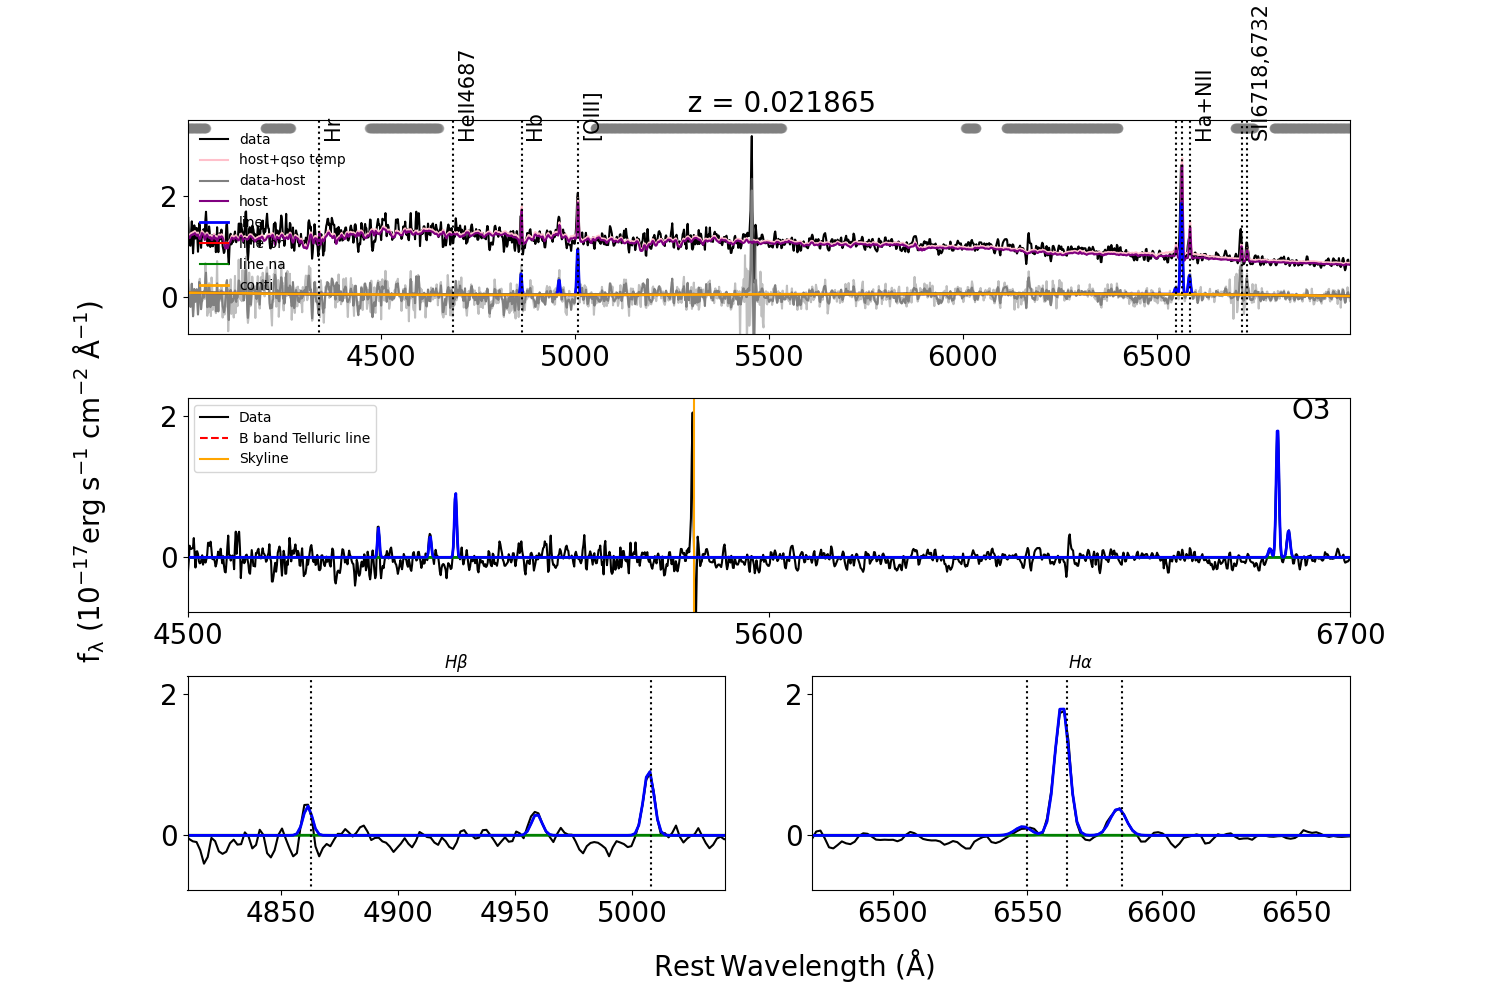 z = 0.021865
Hr
HeII4687
Hb
[OIII]
Ha+NII
SII6718,6732
data
host+qso temp
data-host
host
line
line na
conti
2
0
4500 5000 5500 6000 6500
fλ (10⁻¹⁷erg s⁻¹ cm⁻² Å⁻¹)
O3
Data
B band Telluric line
Skyline
2
0
4500 5600 6700
Hβ
Hα
2
0
4850 4900 4950 5000
2
0
6500 6550 6600 6650
Rest Wavelength (Å)